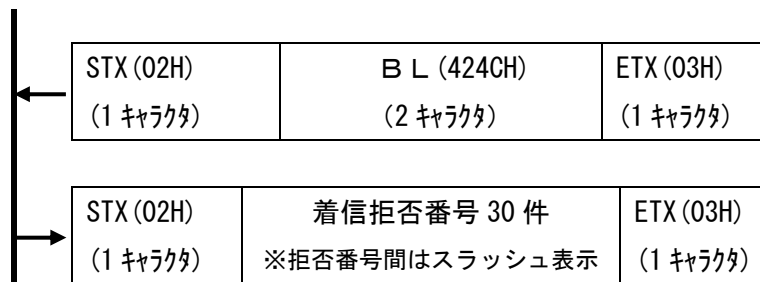 STX(02H) ＢＬ(424CH) ETX(03H)
(1 ｷｬﾗｸﾀ) (2 ｷｬﾗｸﾀ) (1 ｷｬﾗｸﾀ)
STX(02H) 着信拒否番号 30 件 ETX(03H)
(1 ｷｬﾗｸﾀ) ※拒否番号間はスラッシュ表示 (1 ｷｬﾗｸﾀ)